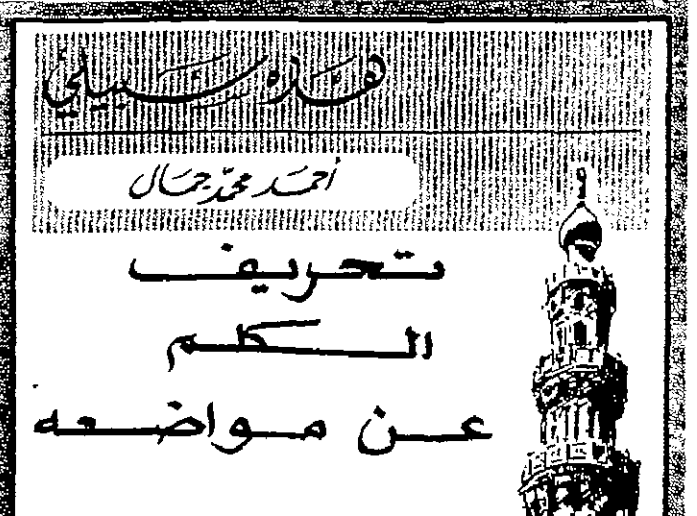 هذه سبيلي
أحمد محمد جمال
تحريف
الكلم
عن مواضعه